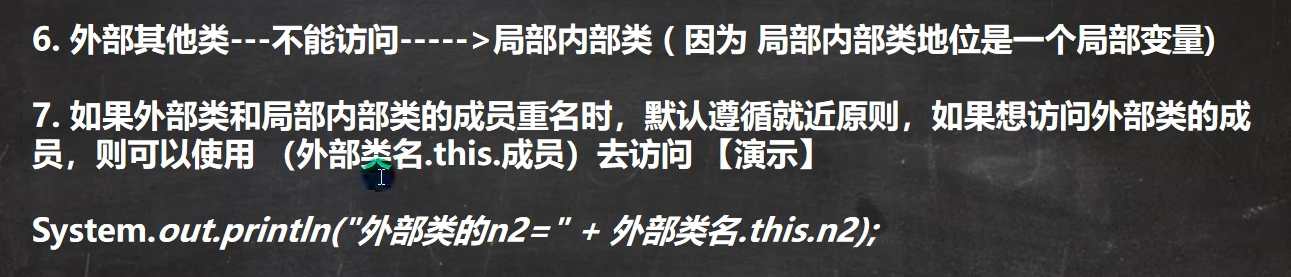 6. 外部其他类---不能访问----->局部内部类 ( 因为 局部内部类地位是一个局部变量)
7. 如果外部类和局部内部类的成员重名时，默认遵循就近原则，如果想访问外部类的成
员，则可以使用 （外部类名.this.成员）去访问 【演示】
System.out.println("外部类的n2=" + 外部类名.this.n2);